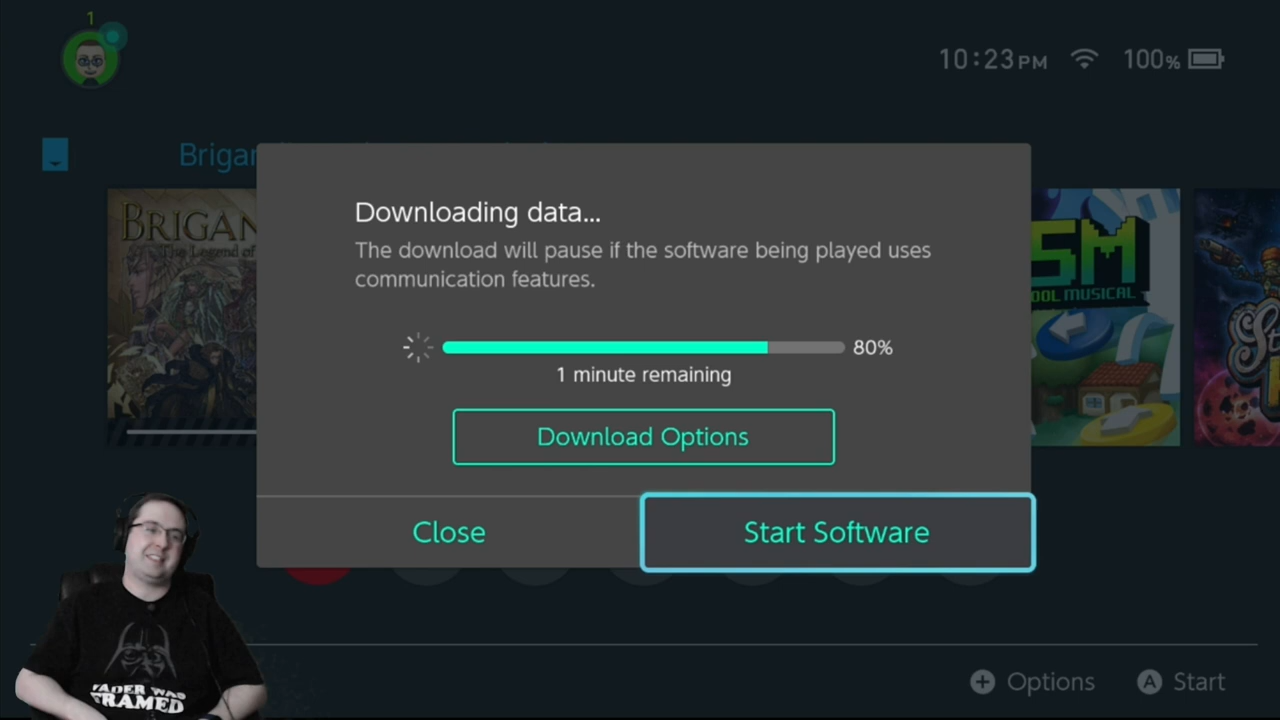 1
10:23 PM 100%
Brigan
BRIGAN
The Legend of
Downloading data...
The download will pause if the software being played uses
communication features.
80%
1 minute remaining
Download Options
Close
Start Software
SM
OOL MUSICAL
VADER WAS
FRAMED
+ Options
A Start